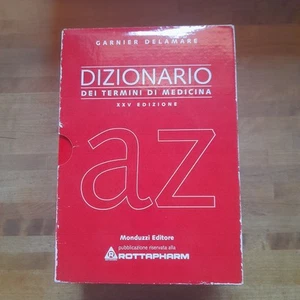 GARNIER DELAMARE
DIZIONARIO
DEI TERMINI DI MEDICINA
XXV EDIZIONE
az
Monduzzi Editore
pubblicazione riservata alla
ROTTAPHARM